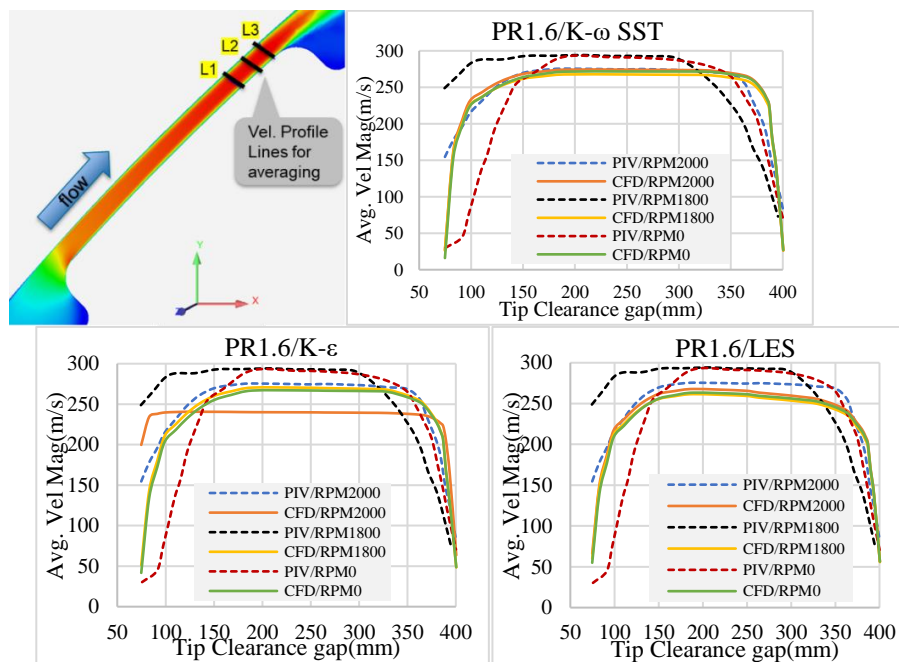 L3
L2
L1
Vel. Profile
Lines for
averaging
flow
Y
X
Z
PR1.6/K-ω SST
Avg. Vel Mag(m/s)
300
250
200
150
100
50
0
PIV/RPM2000
CFD/RPM2000
PIV/RPM1800
CFD/RPM1800
PIV/RPM0
CFD/RPM0
50 100 150 200 250 300 350 400
Tip Clearance gap(mm)
PR1.6/K-ε
Avg. Vel Mag(m/s)
300
250
200
150
100
50
0
PIV/RPM2000
CFD/RPM2000
PIV/RPM1800
CFD/RPM1800
PIV/RPM0
CFD/RPM0
50 100 150 200 250 300 350 400
Tip Clearance gap(mm)
PR1.6/LES
Avg. Vel Mag(m/s)
300
250
200
150
100
50
0
PIV/RPM2000
CFD/RPM2000
PIV/RPM1800
CFD/RPM1800
PIV/RPM0
CFD/RPM0
50 100 150 200 250 300 350 400
Tip Clearance gap(mm)